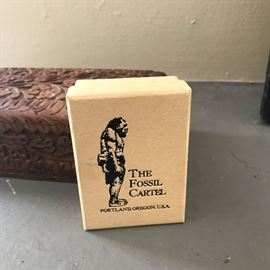 THE
FOSSIL
CARTEL
PORTLAND, OREGON, U.S.A.